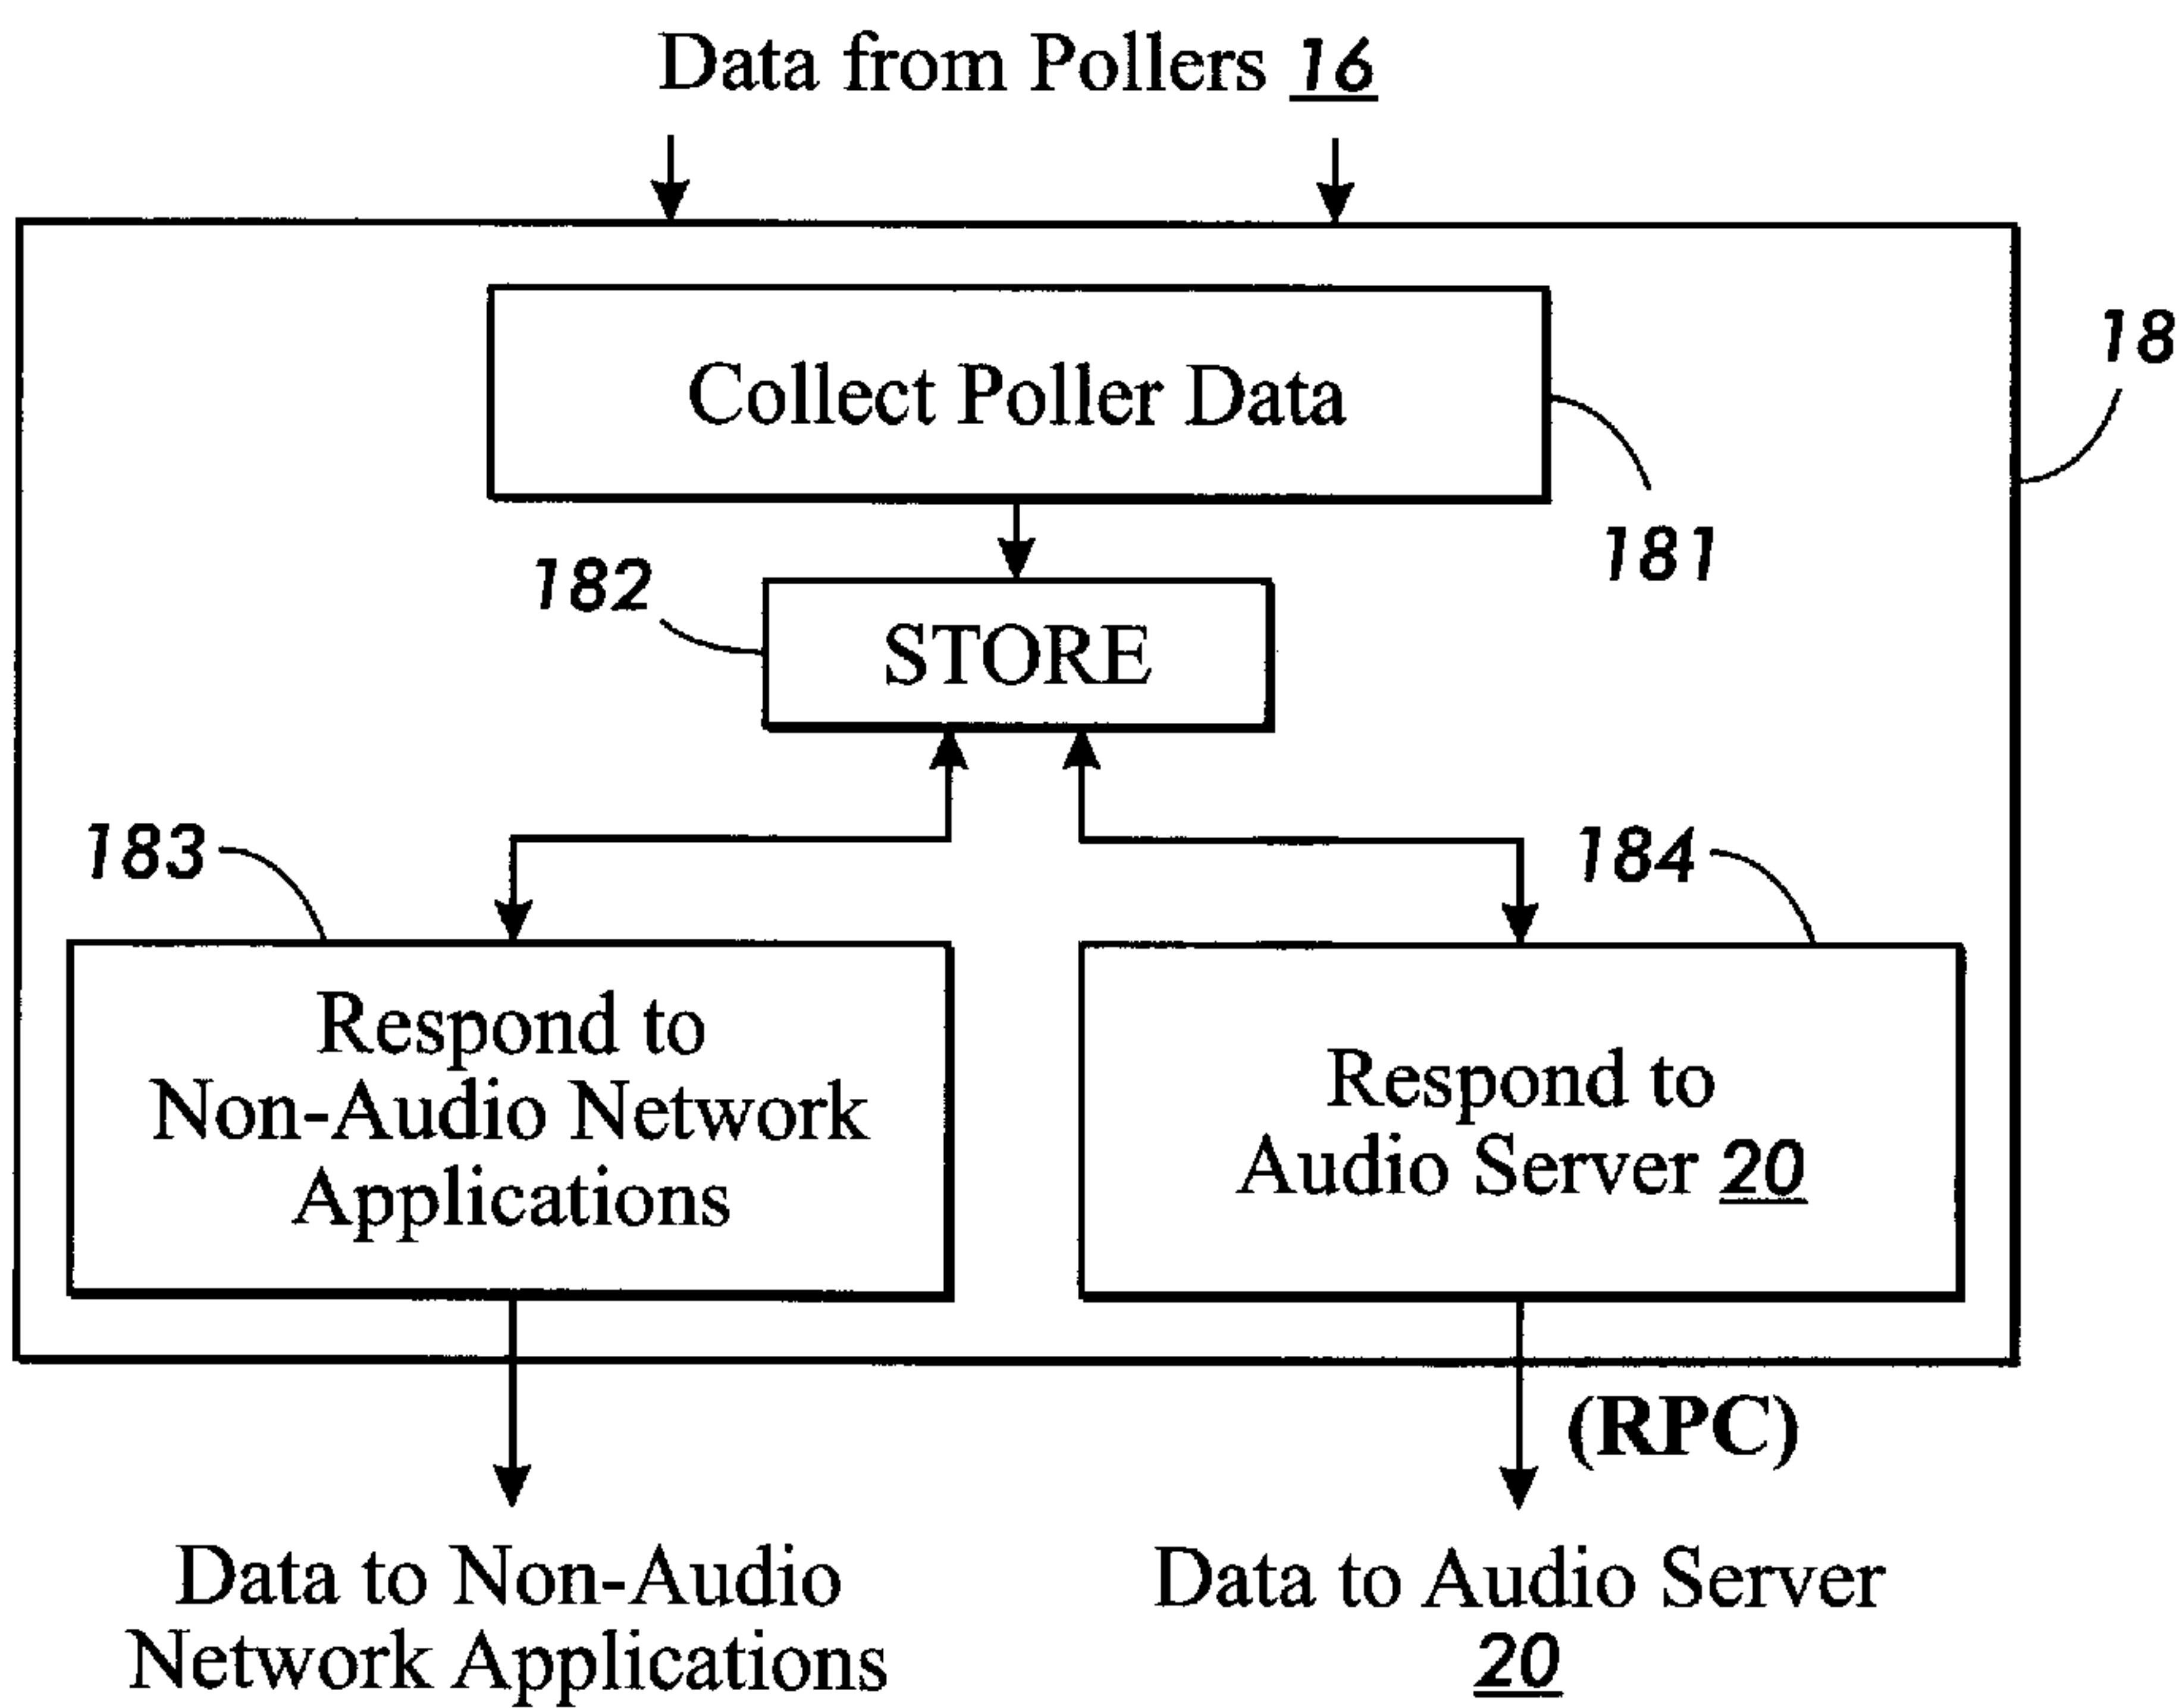 Data from Pollers 16
18
Collect Poller Data
181
182
STORE
183
184
Respond to
Non-Audio Network
Applications
Respond to
Audio Server 20
(RPC)
Data to Non-Audio
Network Applications
Data to Audio Server
20